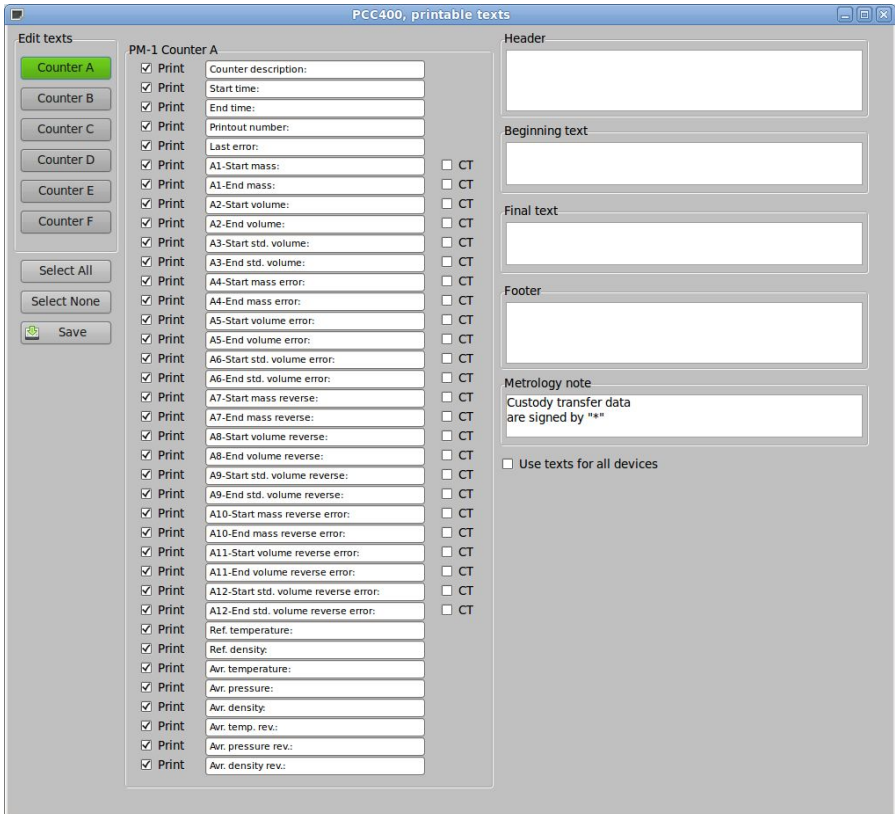 PCC400, printable texts
Edit texts
Counter A
Counter B
Counter C
Counter D
Counter E
Counter F
Select All
Select None
Save
PM-1 Counter A
Print Counter description:
Print Start time:
Print End time:
Print Printout number:
Print Last error:
Print A1-Start mass: CT
Print A1-End mass: CT
Print A2-Start volume: CT
Print A2-End volume: CT
Print A3-Start std. volume: CT
Print A3-End std. volume: CT
Print A4-Start mass error: CT
Print A4-End mass error: CT
Print A5-Start volume error: CT
Print A5-End volume error: CT
Print A6-Start std. volume error: CT
Print A6-End std. volume error: CT
Print A7-Start mass reverse: CT
Print A7-End mass reverse: CT
Print A8-Start volume reverse: CT
Print A8-End volume reverse: CT
Print A9-Start std. volume reverse: CT
Print A9-End std. volume reverse: CT
Print A10-Start mass reverse error: CT
Print A10-End mass reverse error: CT
Print A11-Start volume reverse error: CT
Print A11-End volume reverse error: CT
Print A12-Start std. volume reverse error: CT
Print A12-End std. volume reverse error: CT
Print Ref. temperature:
Print Ref. density:
Print Avr. temperature:
Print Avr. pressure:
Print Avr. density:
Print Avr. temp. rev.:
Print Avr. pressure rev.:
Print Avr. density rev.:
Header
Beginning text
Final text
Footer
Metrology note
Custody transfer data
are signed by "*"
Use texts for all devices